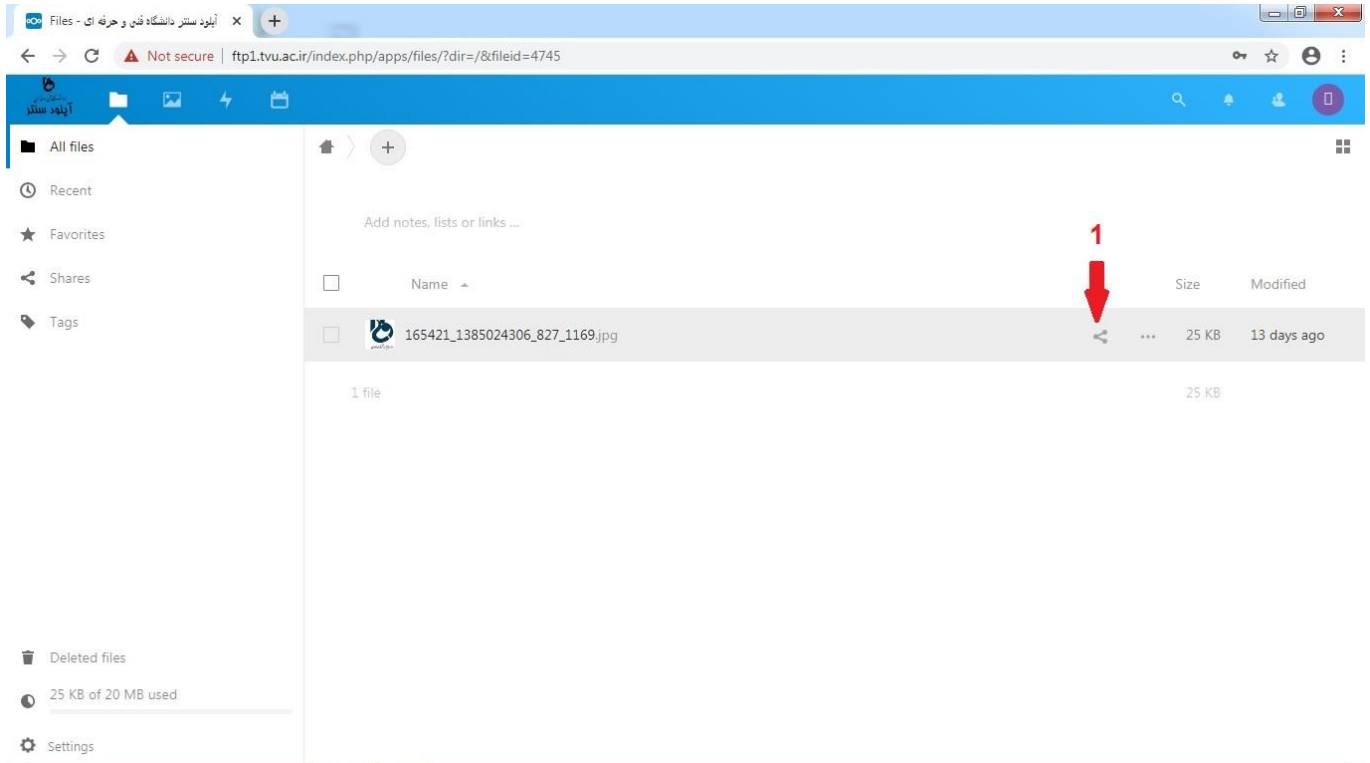 Files - آپلود سنتر دانشگاه فنی و حرفه ای
Not secure | ftp1.tvu.ac.ir/index.php/apps/files/?dir=/&fileid=4745
آپلود سنتر
All files
Recent
Favorites
Shares
Tags
Add notes, lists or links ...
1
Name Size Modified
165421_1385024306_827_1169.jpg 25 KB 13 days ago
1 file 25 KB
Deleted files
25 KB of 20 MB used
Settings